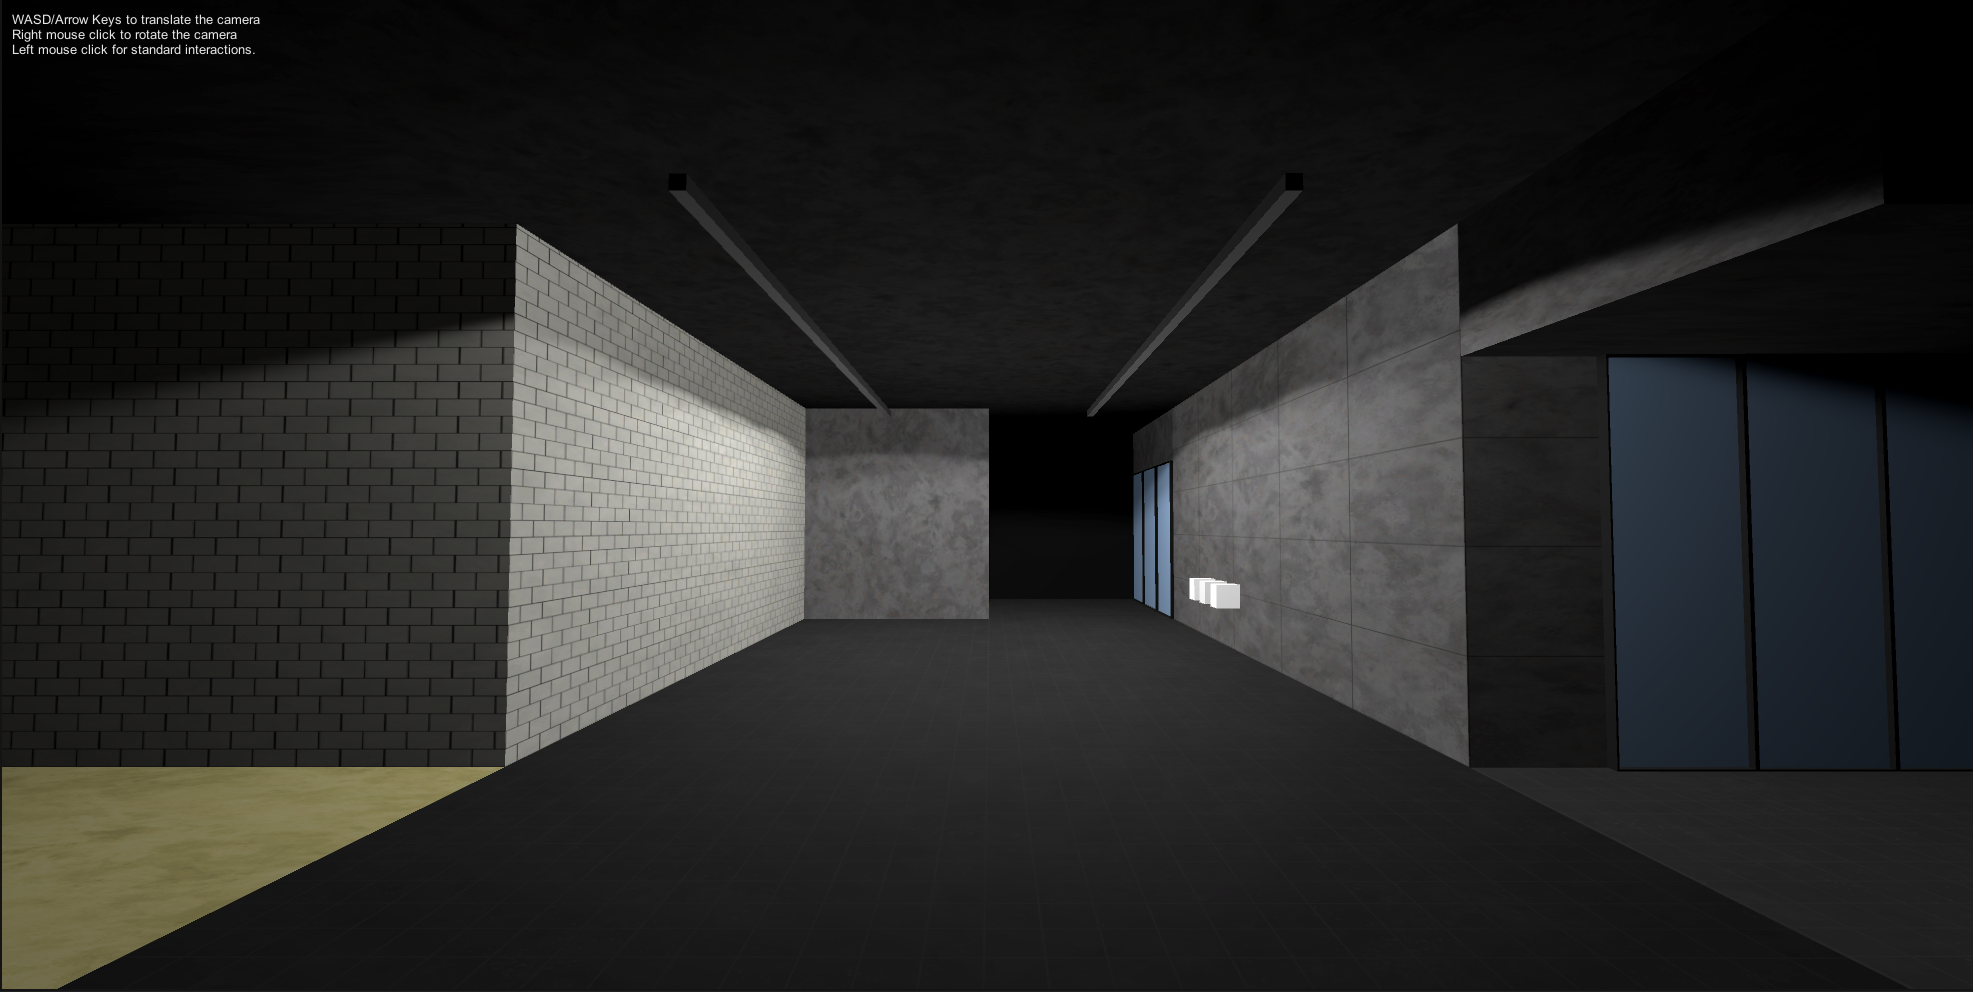 WASD/Arrow Keys to translate the camera
Right mouse click to rotate the camera
Left mouse click for standard interactions.